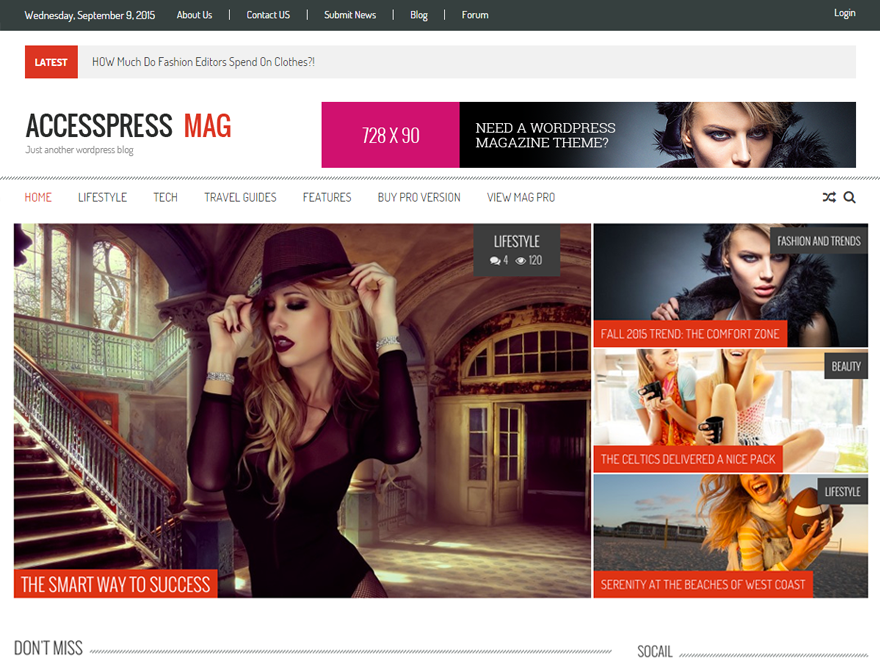 Wednesday, September 9, 2015 About Us | Contact US | Submit News | Blog | Forum Login
LATEST HOW Much Do Fashion Editors Spend On Clothes?!
ACCESSPRESS MAG
Just another wordpress blog
728 X 90
NEED A WORDPRESS
MAGAZINE THEME?
HOME LIFESTYLE TECH TRAVEL GUIDES FEATURES BUY PRO VERSION VIEW MAG PRO
LIFESTYLE
4 120
THE SMART WAY TO SUCCESS
FASHION AND TRENDS
FALL 2015 TREND: THE COMFORT ZONE
BEAUTY
THE CELTICS DELIVERED A NICE PACK
LIFESTYLE
SERENITY AT THE BEACHES OF WEST COAST
DON'T MISS
SOCAIL